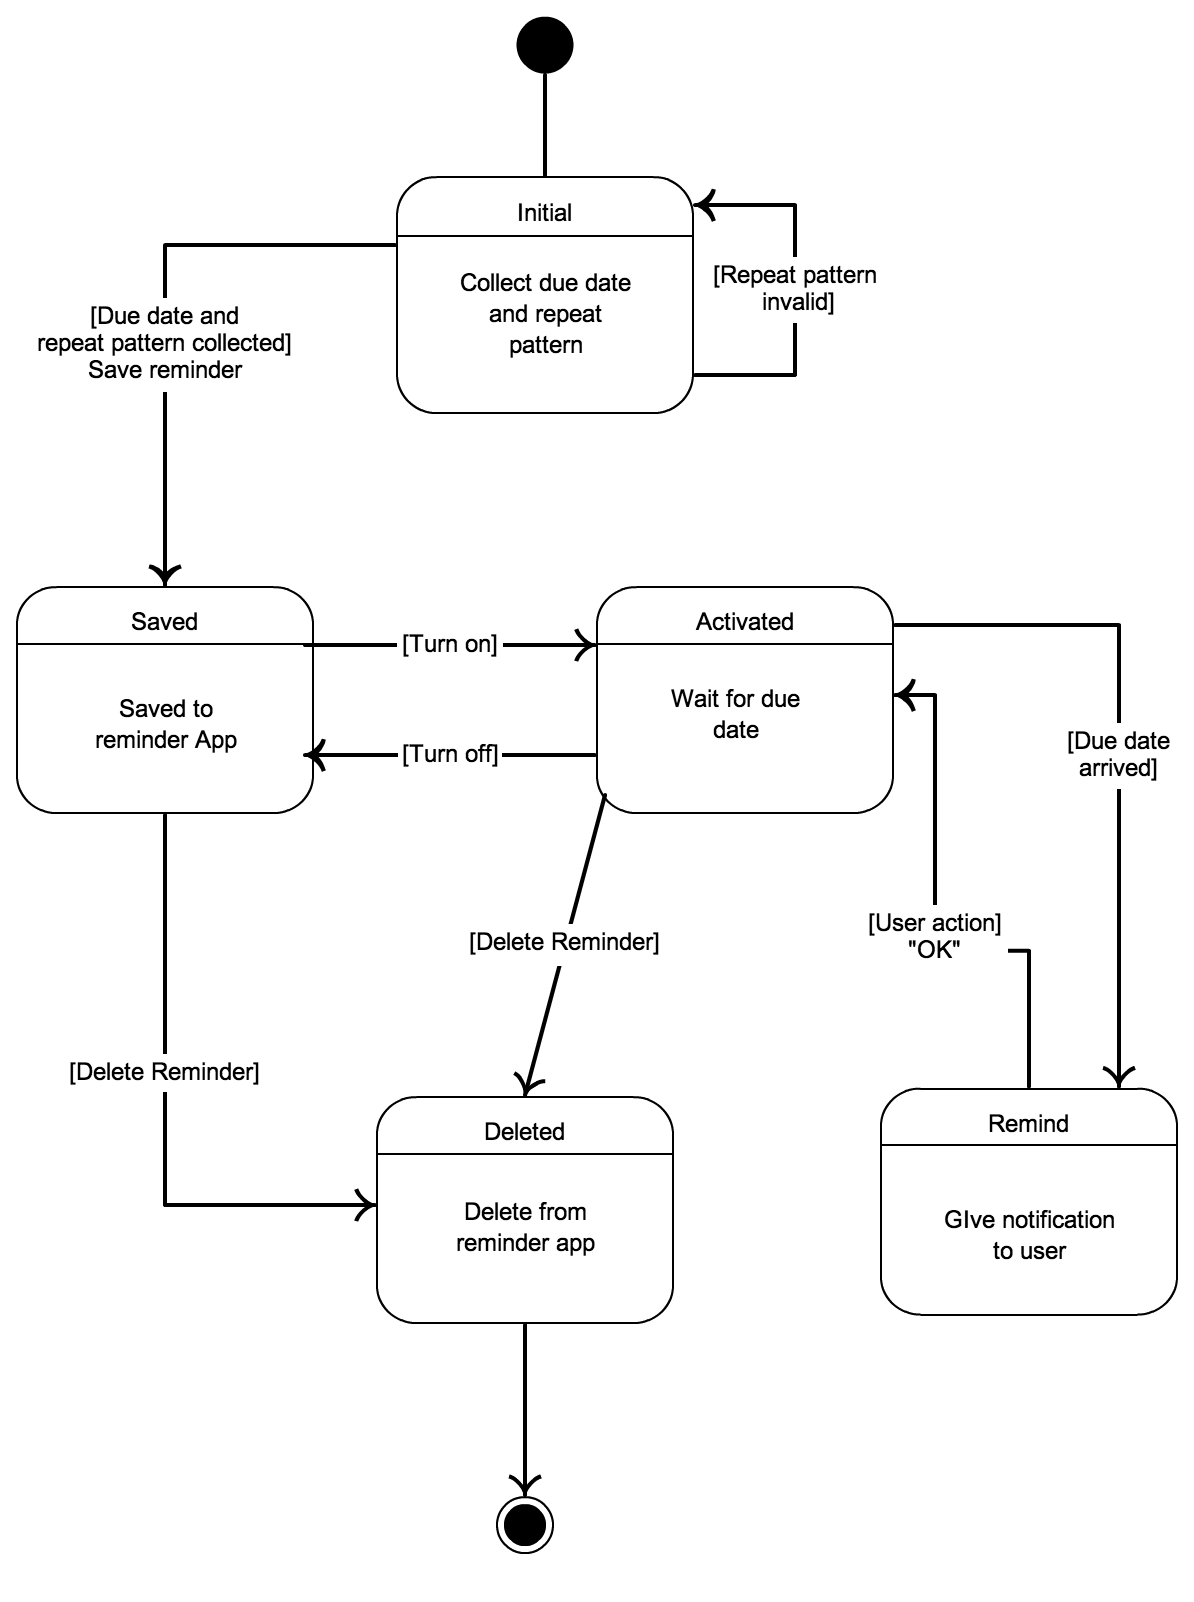 Initial
Collect due date
and repeat
pattern
[Repeat pattern
invalid]
[Due date and
repeat pattern collected]
Save reminder
Saved
Saved to
reminder App
[Turn on]
[Turn off]
Activated
Wait for due
date
[Due date
arrived]
[User action]
"OK"
[Delete Reminder]
[Delete Reminder]
Deleted
Delete from
reminder app
Remind
GIve notification
to user